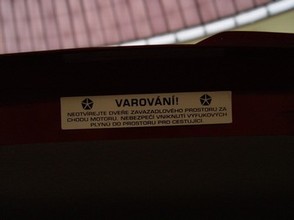 VAROVÁNÍ!
NEOTVÍREJTE DVEŘE ZAVAZADLOVÉHO PROSTORU ZA
CHODU MOTORU. NEBEZPEČÍ VNIKNUTÍ VÝFUKOVÝCH
PLYNŮ DO PROSTORU PRO CESTUJÍCÍ.